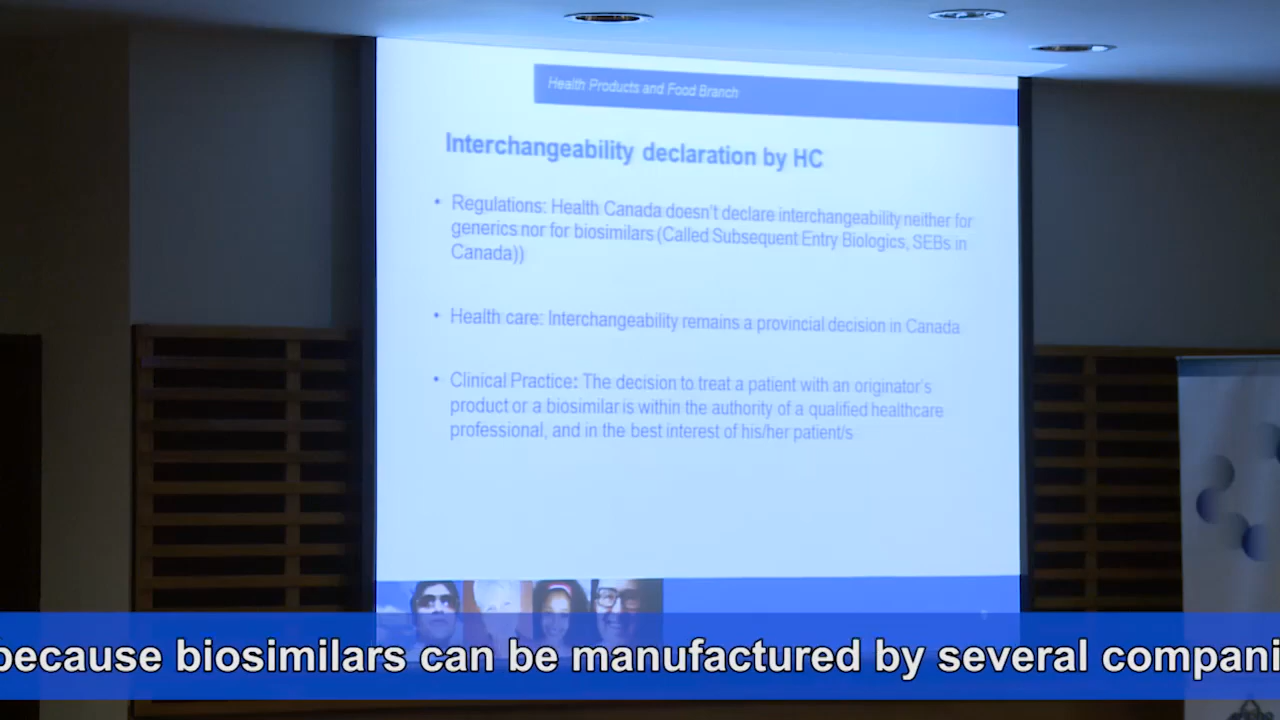 Health Products and Food Branch
Interchangeability declaration by HC
• Regulations: Health Canada doesn't declare interchangeability neither for
generics nor for biosimilars (Called Subsequent Entry Biologics, SEBs in
Canada))
• Health care: Interchangeability remains a provincial decision in Canada
• Clinical Practice: The decision to treat a patient with an originator's
product or a biosimilar is within the authority of a qualified healthcare
professional, and in the best interest of his/her patient/s
because biosimilars can be manufactured by several compani